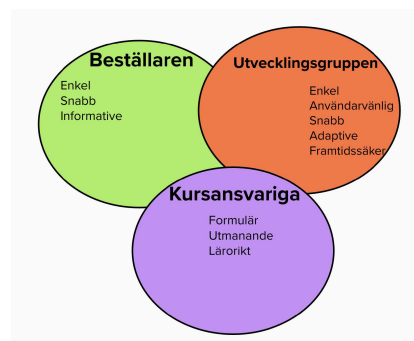 Beställaren
Enkel
Snabb
Informative
Utvecklingsgruppen
Enkel
Användarvänlig
Snabb
Adaptive
Framtidssäker
Kursansvariga
Formulär
Utmanande
Lärorikt